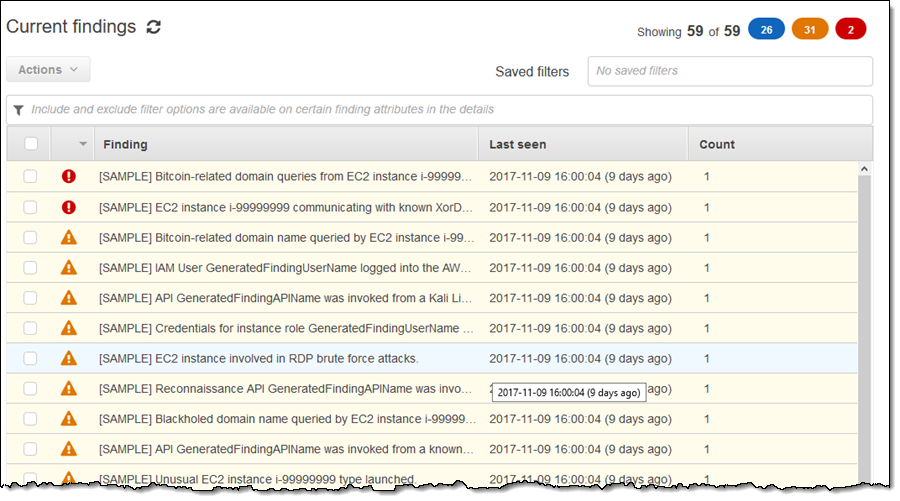 Current findings
Showing 59 of 59 26 31 2
Actions
Saved filters No saved filters
Include and exclude filter options are available on certain finding attributes in the details
Finding Last seen Count
[SAMPLE] Bitcoin-related domain queries from EC2 instance i-99999... 2017-11-09 16:00:04 (9 days ago) 1
[SAMPLE] EC2 instance i-99999999 communicating with known XorD... 2017-11-09 16:00:04 (9 days ago) 1
[SAMPLE] Bitcoin-related domain name queried by EC2 instance i-99... 2017-11-09 16:00:04 (9 days ago) 1
[SAMPLE] IAM User GeneratedFindingUserName logged into the AW... 2017-11-09 16:00:04 (9 days ago) 1
[SAMPLE] API GeneratedFindingAPIName was invoked from a Kali Li... 2017-11-09 16:00:04 (9 days ago) 1
[SAMPLE] Credentials for instance role GeneratedFindingUserName ... 2017-11-09 16:00:04 (9 days ago) 1
[SAMPLE] EC2 instance involved in RDP brute force attacks. 2017-11-09 16:00:04 (9 days ago) 1
[SAMPLE] Reconnaissance API GeneratedFindingAPIName was invo... days ago) 1
2017-11-09 16:00:04 (9 days ago)
[SAMPLE] Blackholed domain name queried by EC2 instance i-99999... 2017-11-09 16:00:04 (9 days ago) 1
[SAMPLE] API GeneratedFindingAPIName was invoked from a known... 2017-11-09 16:00:04 (9 days ago) 1
[SAMPLE] Unusual EC2 instance i-99999999 type launched. 2017-11-09 16:00:04 (9 days ago) 1